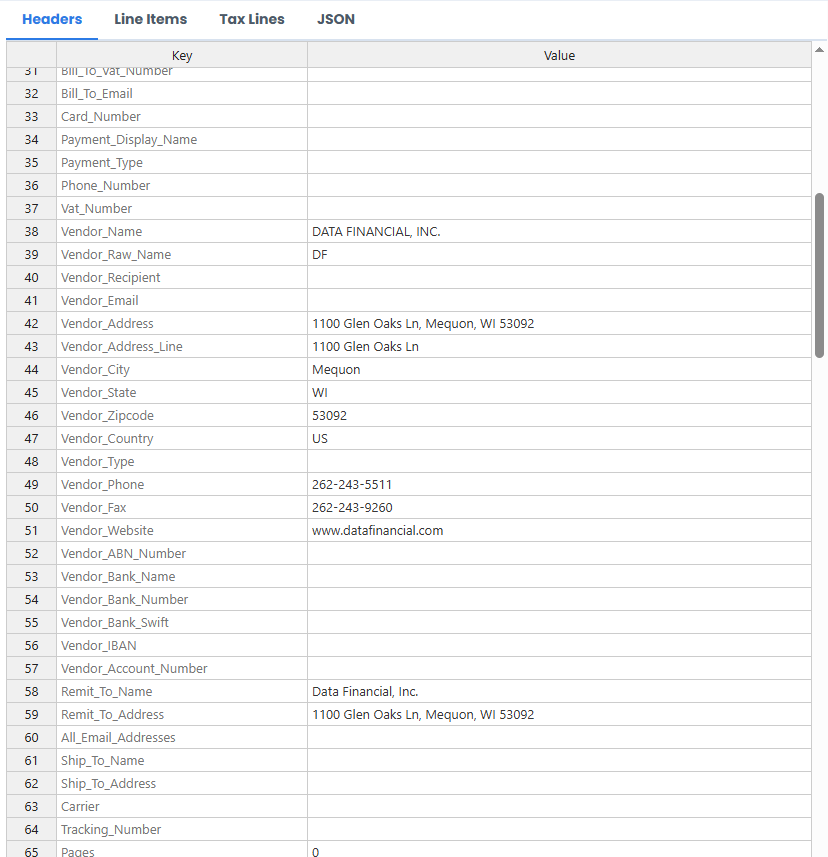 Headers Line Items Tax Lines JSON
Key Value
31 Bill_To_Vat_Number
32 Bill_To_Email
33 Card_Number
34 Payment_Display_Name
35 Payment_Type
36 Phone_Number
37 Vat_Number
38 Vendor_Name DATA FINANCIAL, INC.
39 Vendor_Raw_Name DF
40 Vendor_Recipient
41 Vendor_Email
42 Vendor_Address 1100 Glen Oaks Ln, Mequon, WI 53092
43 Vendor_Address_Line 1100 Glen Oaks Ln
44 Vendor_City Mequon
45 Vendor_State WI
46 Vendor_Zipcode 53092
47 Vendor_Country US
48 Vendor_Type
49 Vendor_Phone 262-243-5511
50 Vendor_Fax 262-243-9260
51 Vendor_Website www.datafinancial.com
52 Vendor_ABN_Number
53 Vendor_Bank_Name
54 Vendor_Bank_Number
55 Vendor_Bank_Swift
56 Vendor_IBAN
57 Vendor_Account_Number
58 Remit_To_Name Data Financial, Inc.
59 Remit_To_Address 1100 Glen Oaks Ln, Mequon, WI 53092
60 All_Email_Addresses
61 Ship_To_Name
62 Ship_To_Address
63 Carrier
64 Tracking_Number
65 Pages 0